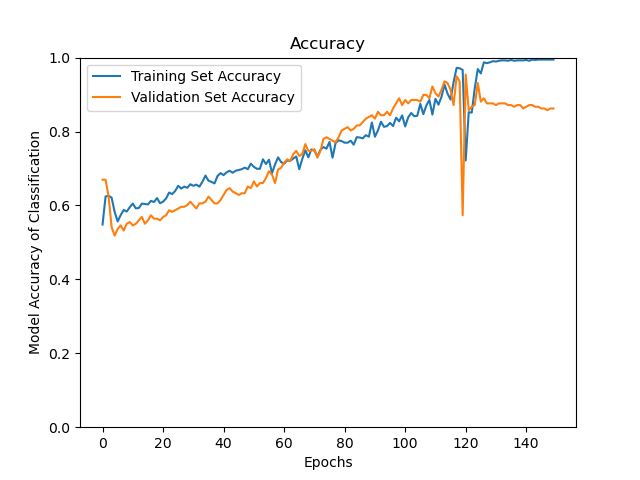 Accuracy
Training Set Accuracy
Validation Set Accuracy
Model Accuracy of Classification
1.0
0.8
0.6
0.4
0.2
0.0
0 20 40 60 80 100 120 140
Epochs